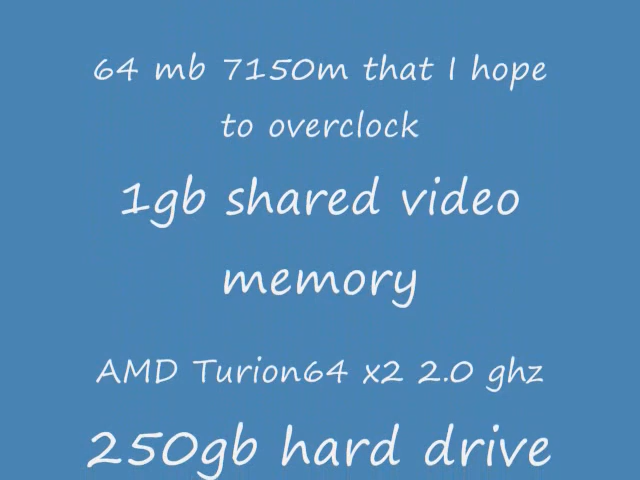 64 mb 7150m that I hope
to overclock
1gb shared video
memory
AMD Turion64 x2 2.0 ghz
250gb hard drive